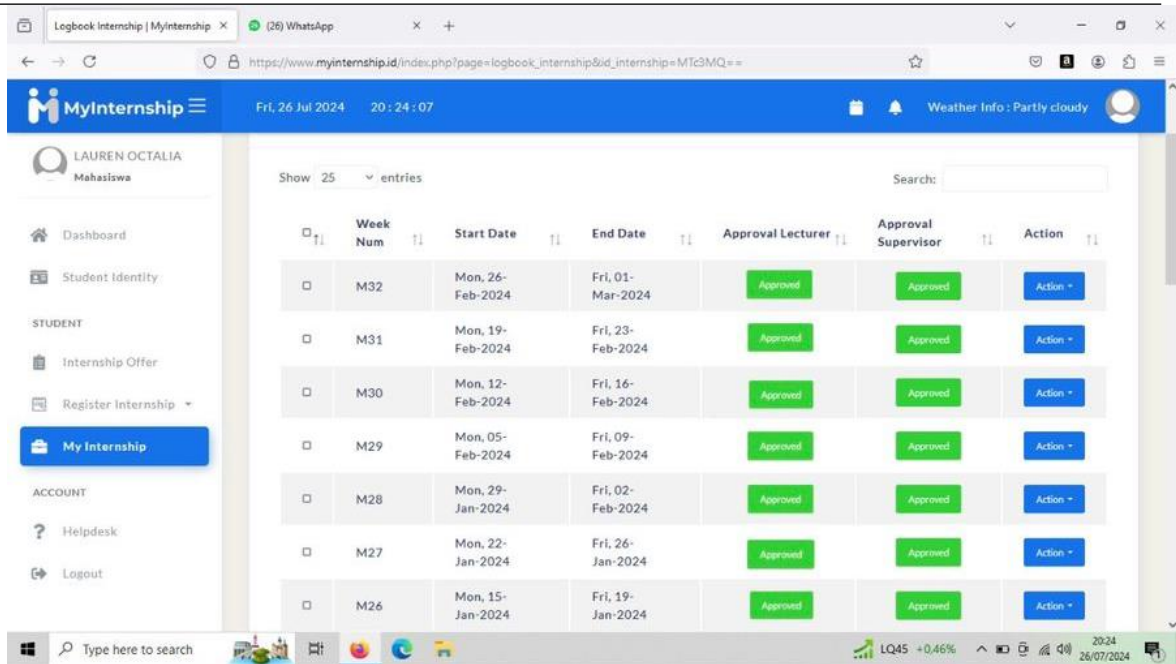 Logbook Internship | MyInternship
(26) WhatsApp
https://www.myinternship.id/index.php?page=logbook_internship&id_internship=MTc3MQ==
MyInternship
Fri, 26 Jul 2024 20:24:07
Weather Info : Partly cloudy
LAUREN OCTALIA
Mahasiswa
Dashboard
Student Identity
STUDENT
Internship Offer
Register Internship
My Internship
ACCOUNT
Helpdesk
Logout
Show 25 entries
Search:
Week Num Start Date End Date Approval Lecturer Approval Supervisor Action
M32 Mon, 26-Feb-2024 Fri, 01-Mar-2024 Approved Approved Action
M31 Mon, 19-Feb-2024 Fri, 23-Feb-2024 Approved Approved Action
M30 Mon, 12-Feb-2024 Fri, 16-Feb-2024 Approved Approved Action
M29 Mon, 05-Feb-2024 Fri, 09-Feb-2024 Approved Approved Action
M28 Mon, 29-Jan-2024 Fri, 02-Feb-2024 Approved Approved Action
M27 Mon, 22-Jan-2024 Fri, 26-Jan-2024 Approved Approved Action
M26 Mon, 15-Jan-2024 Fri, 19-Jan-2024 Approved Approved Action
Type here to search
LQ45 +0,46%
20:24
26/07/2024